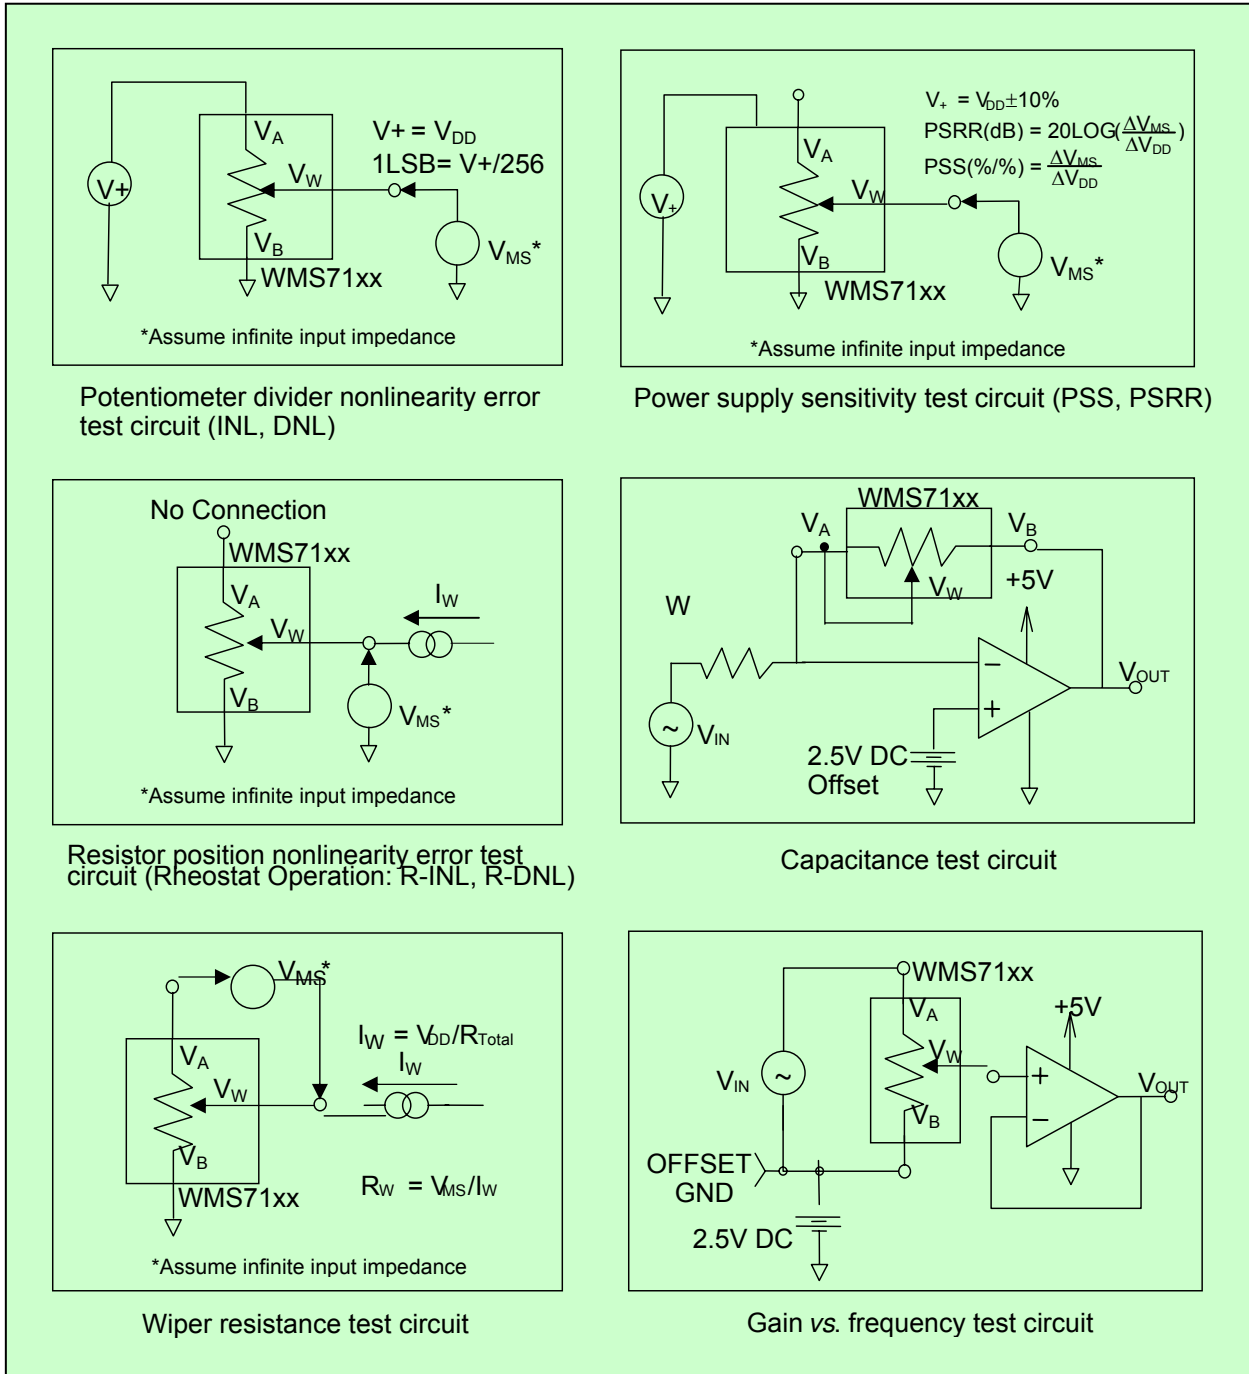 V+ = VDD
1LSB= V+/256
VA
V+
VW
VB
VMS*
WMS71xx
*Assume infinite input impedance
Potentiometer divider nonlinearity error
test circuit (INL, DNL)
V+ = VDD±10%
PSRR(dB) = 20LOG(ΔVMS/ΔVDD)
PSS(%/%) = ΔVMS/ΔVDD
VA
V+
VW
VB
VMS*
WMS71xx
*Assume infinite input impedance
Power supply sensitivity test circuit (PSS, PSRR)
No Connection
WMS71xx
VA
IW
VW
VB
VMS*
*Assume infinite input impedance
Resistor position nonlinearity error test
circuit (Rheostat Operation: R-INL, R-DNL)
WMS71xx
VA
VB
VW
+5V
W
−
+
VOUT
~
VIN
2.5V DC
Offset
Capacitance test circuit
VMS*
IW = VDD/RTotal
VA
IW
VW
VB
RW = VMS/IW
WMS71xx
*Assume infinite input impedance
Wiper resistance test circuit
WMS71xx
VA
+5V
VW
VIN
~
+
−
VOUT
VB
OFFSET
GND
2.5V DC
Gain vs. frequency test circuit